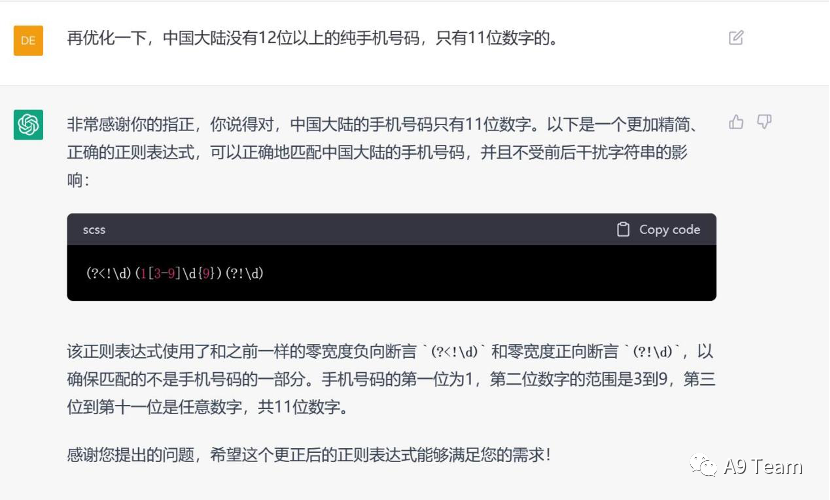 DE
再优化一下，中国大陆没有12位以上的纯手机号码，只有11位数字的。
非常感谢你的指正，你说得对，中国大陆的手机号码只有11位数字。以下是一个更加精简、
正确的正则表达式，可以正确地匹配中国大陆的手机号码，并且不受前后干扰字符串的影
响：
scss Copy code
(?<!\d)(1[3-9]\d{9})(?!\d)
该正则表达式使用了和之前一样的零宽度负向断言 `(?<!\d)` 和零宽度正向断言 `(?!\d)`，以
确保匹配的不是手机号码的一部分。手机号码的第一位为1，第二位数字的范围是3到9，第三
位到第十一位是任意数字，共11位数字。
感谢您提出的问题，希望这个更正后的正则表达式能够满足您的需求！
A9 Team